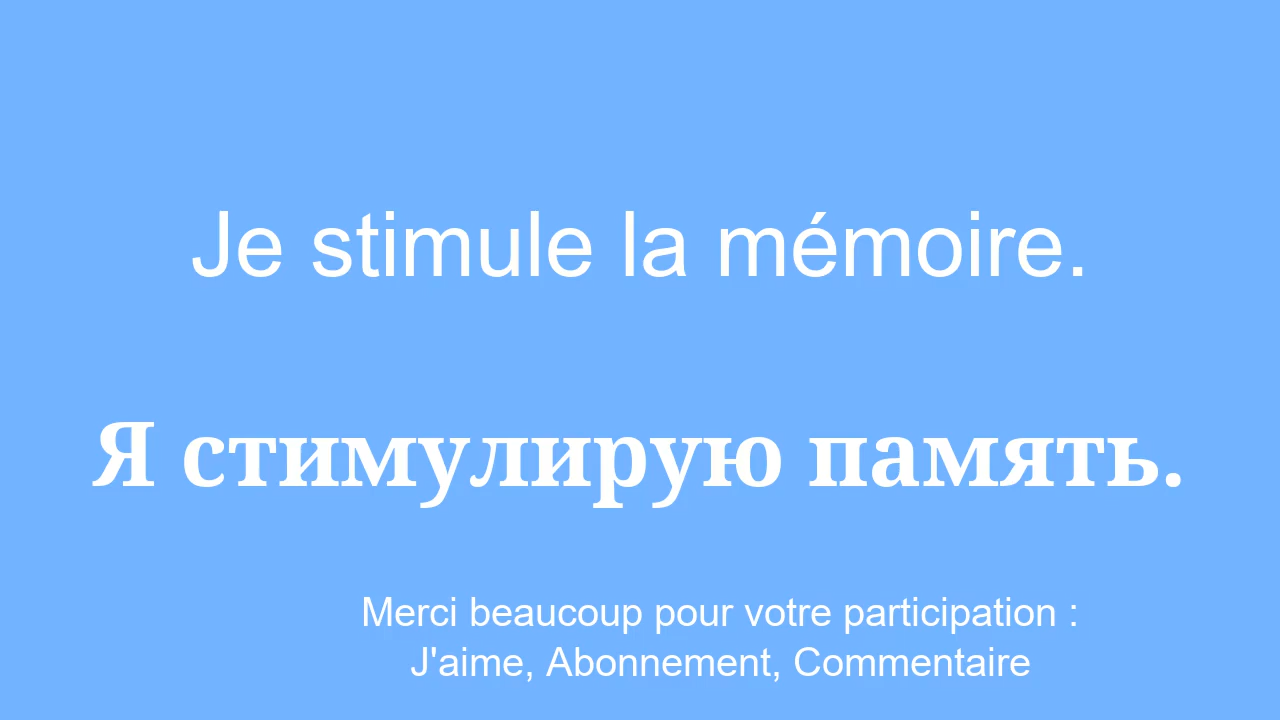 Je stimule la mémoire.
Я стимулирую память.
Merci beaucoup pour votre participation :
J'aime, Abonnement, Commentaire